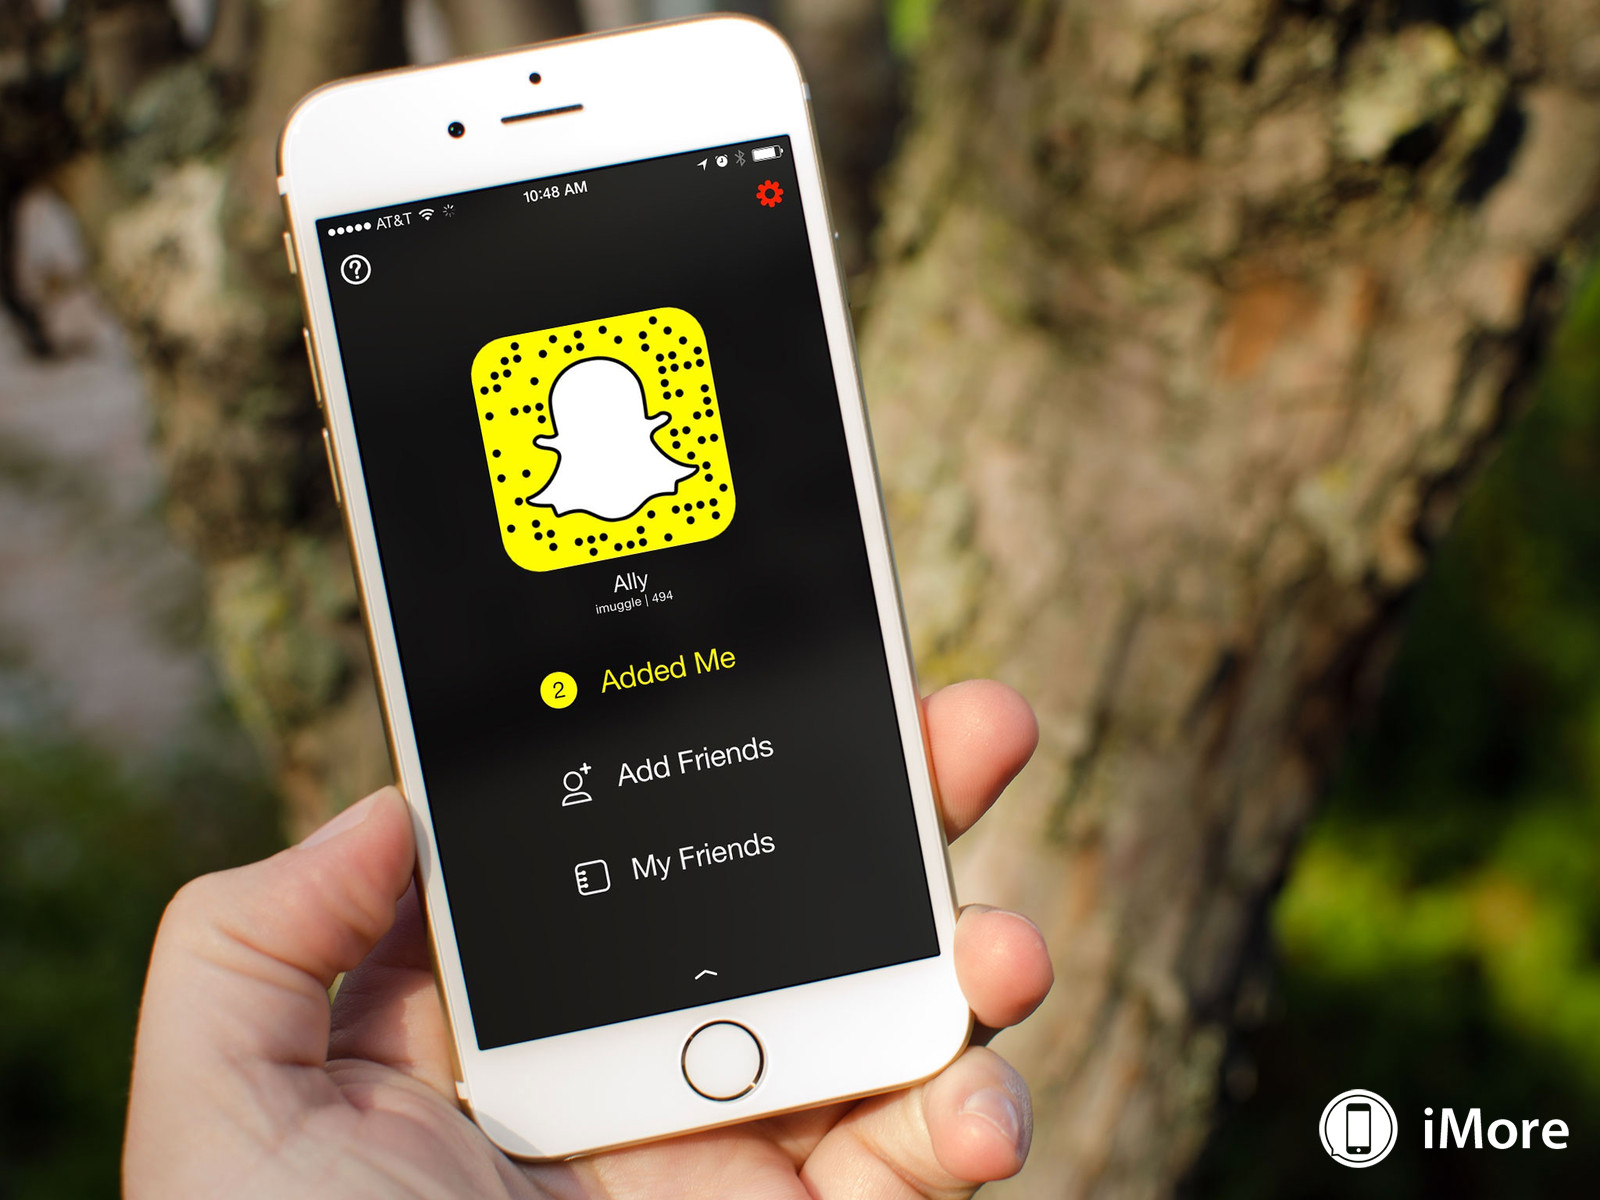 AT&T
10:48 AM
?
Ally
imuggle | 494
2 Added Me
Add Friends
My Friends
iMore